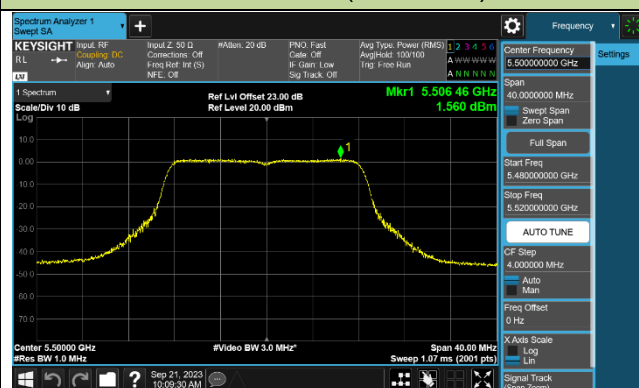 Spectrum Analyzer 1
Swept SA
Frequency
KEYSIGHT
Input: RF
Coupling: DC
Align: Auto
Input Z: 50 Ω
Corrections: Off
Freq Ref: Int (S)
NFE: Off
#Atten: 20 dB
PNO: Fast
Gate: Off
IF Gain: Low
Sig Track: Off
Avg Type: Power (RMS)
Avg|Hold: 100/100
Trig: Free Run
1 2 3 4 5 6
A W W W W W
A N N N N N
RL
LXI
1 Spectrum
Scale/Div 10 dB
Log
Ref Lvl Offset 23.00 dB
Ref Level 20.00 dBm
Mkr1 5.506 46 GHz
1.560 dBm
1
10.0
0.00
-10.0
-20.0
-30.0
-40.0
-50.0
-60.0
-70.0
Center 5.50000 GHz
#Res BW 1.0 MHz
#Video BW 3.0 MHz*
Span 40.00 MHz
Sweep 1.07 ms (2001 pts)
Sep 21, 2023
10:09:30 AM
Center Frequency
5.500000000 GHz
Settings
Span
40.0000000 MHz
Swept Span
Zero Span
Full Span
Start Freq
5.480000000 GHz
Stop Freq
5.520000000 GHz
AUTO TUNE
CF Step
4.000000 MHz
Auto
Man
Freq Offset
0 Hz
X Axis Scale
Log
Lin
Signal Track
(Span Zoom)